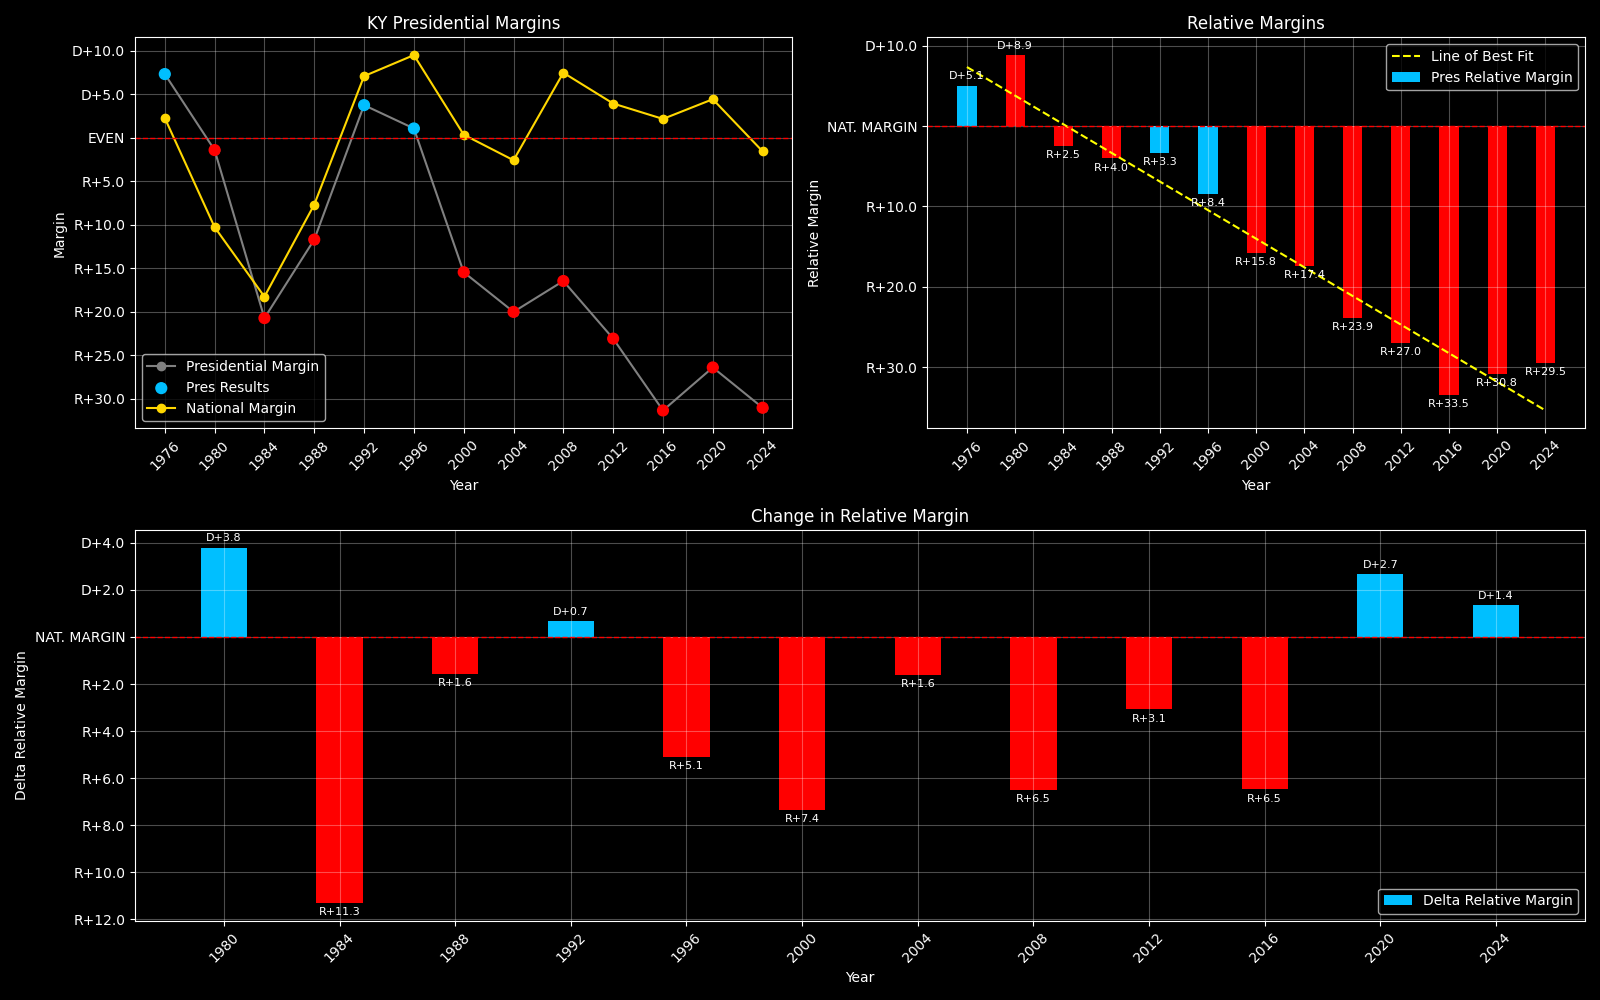 KY Presidential Margins
D+10.0
D+5.0
EVEN
R+5.0
R+10.0
R+15.0
R+20.0
R+25.0
R+30.0
Margin
Presidential Margin
Pres Results
National Margin
1976
1980
1984
1988
1992
1996
2000
2004
2008
2012
2016
2020
2024
Year
Relative Margins
D+10.0
NAT. MARGIN
R+10.0
R+20.0
R+30.0
Relative Margin
Line of Best Fit
Pres Relative Margin
D+5.1
D+8.9
R+2.5
R+4.0
R+3.3
R+8.4
R+15.8
R+17.4
R+23.9
R+27.0
R+33.5
R+30.8
R+29.5
1976
1980
1984
1988
1992
1996
2000
2004
2008
2012
2016
2020
2024
Year
Change in Relative Margin
D+4.0
D+2.0
NAT. MARGIN
R+2.0
R+4.0
R+6.0
R+8.0
R+10.0
R+12.0
Delta Relative Margin
D+3.8
R+11.3
R+1.6
D+0.7
R+5.1
R+7.4
R+1.6
R+6.5
R+3.1
R+6.5
D+2.7
D+1.4
Delta Relative Margin
1980
1984
1988
1992
1996
2000
2004
2008
2012
2016
2020
2024
Year